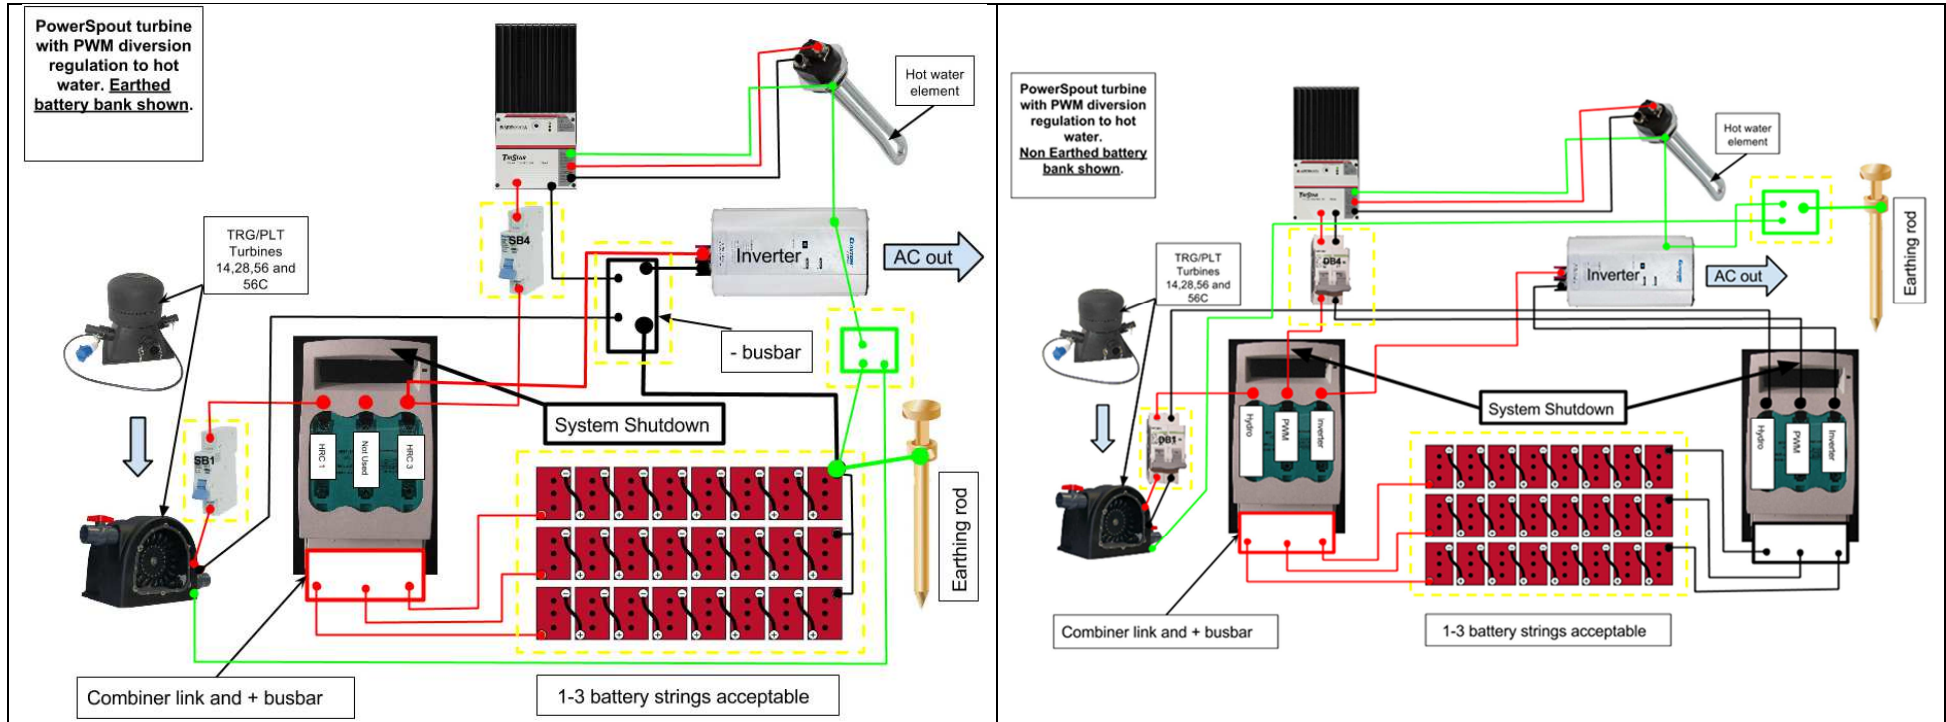 PowerSpout turbine
with PWM diversion
regulation to hot
water. Earthed
battery bank shown.
TRISTAR
Hot water
element
SB4
Inverter
AC out
TRG/PLT
Turbines
14,28,56 and
56C
- busbar
System Shutdown
SB1
HRC 1
Not Used
HRC 3
Earthing rod
Combiner link and + busbar
1-3 battery strings acceptable
PowerSpout turbine
with PWM diversion
regulation to hot
water.
Non Earthed battery
bank shown.
TRISTAR
Hot water
element
TRG/PLT
Turbines
14,28,56 and
56C
DB4
Inverter
AC out
Earthing rod
System Shutdown
DB1
Hydro
PWM
Inverter
Hydro
PWM
Inverter
Combiner link and + busbar
1-3 battery strings acceptable